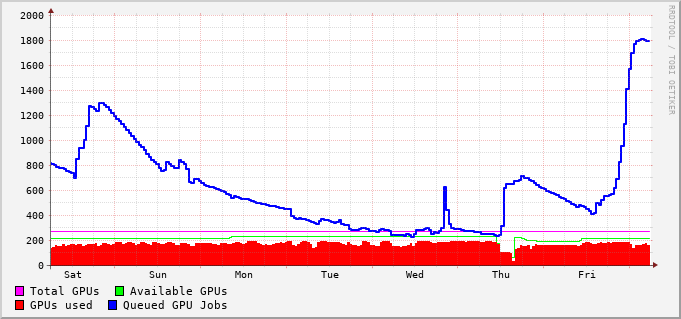 2000
1800
1600
1400
1200
1000
800
600
400
200
0
Sat Sun Mon Tue Wed Thu Fri
Total GPUs Available GPUs
GPUs used Queued GPU Jobs
RRDTOOL / TOBI OETIKER